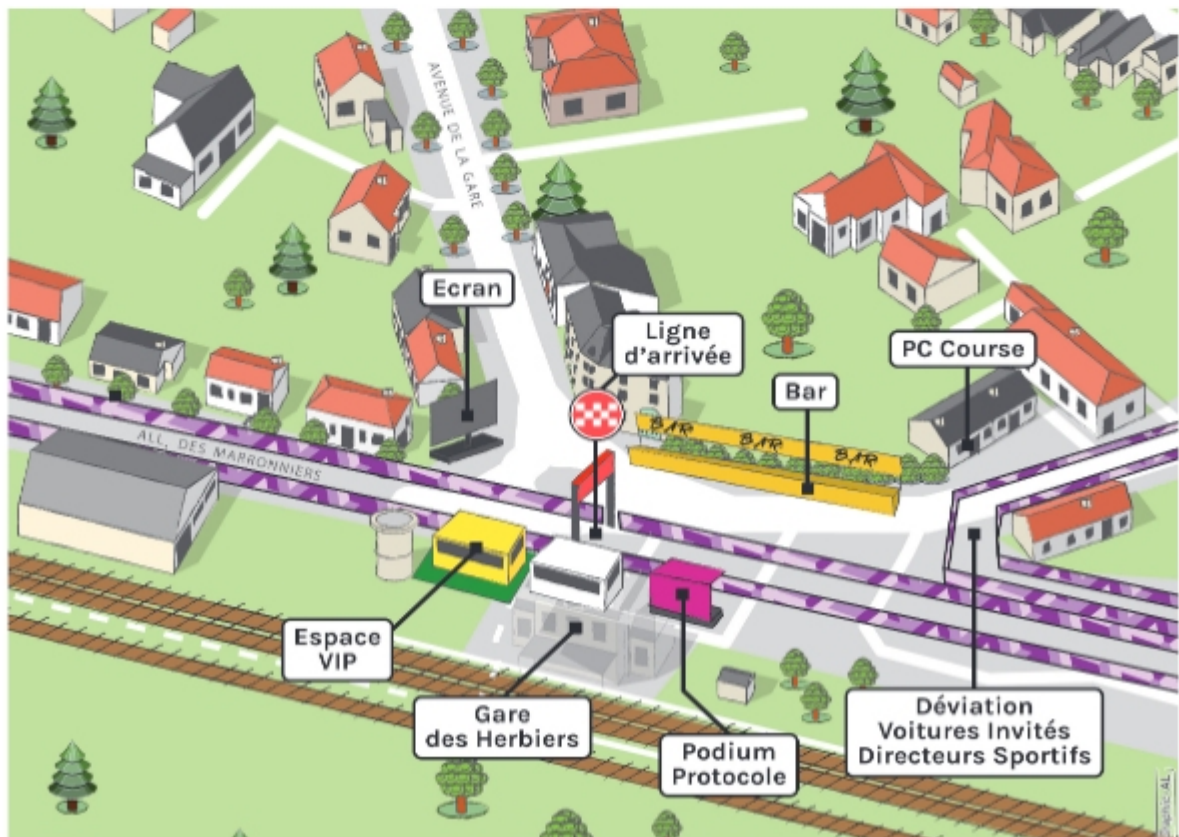 AVENUE DE LA GARE
Ecran
Ligne
d'arrivée
PC Course
Bar
BAR
BAR
BAR
ALL. DES MARRONNIERS
Espace
VIP
Gare
des Herbiers
Podium
Protocole
Déviation
Voitures Invités
Directeurs Sportifs